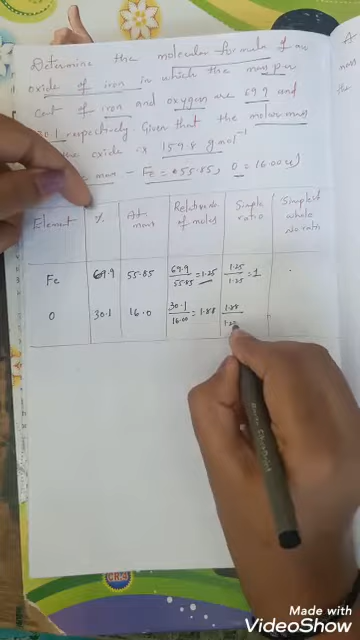 Determine the molecular formula of an
oxide of iron in which the mass per
cent of iron and oxygen are 69.9 and
30.1 respectively. Given that the molar mass
oxide is 159.8 g mol⁻¹
mass - Fe = 55.85, O = 16.00 u
Element % At. mass Relative no of moles Simple ratio Simplest whole no ratio
Fe 69.9 55.85 69.9/55.85 = 1.25 1.25/1.25 = 1
O 30.1 16.0 30.1/16.00 = 1.88 1.88/
Made with
VideoShow